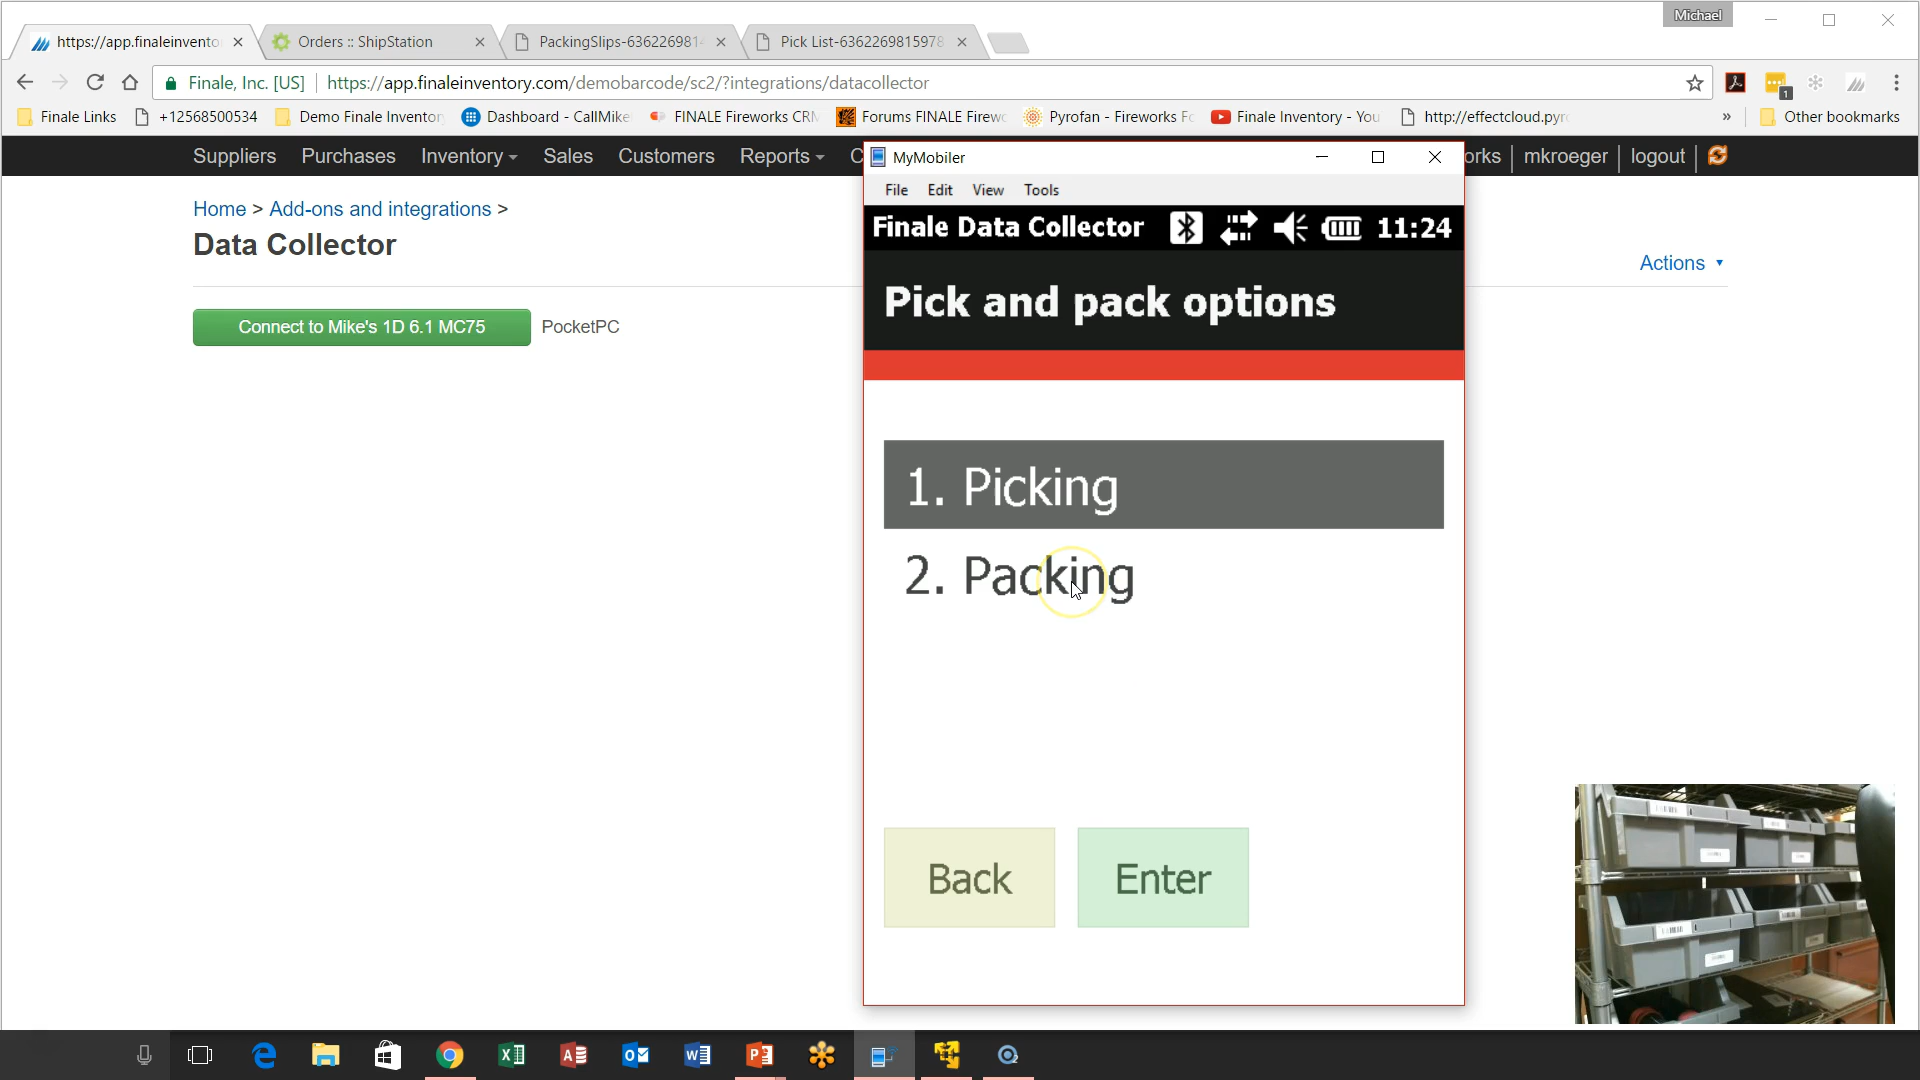 Michael
https://app.finaleinvento
Orders :: ShipStation
PackingSlips-6362269814
Pick List-6362269815978
Finale, Inc. [US]
https://app.finaleinventory.com/demobarcode/sc2/?integrations/datacollector
1
Finale Links
+12568500534
Demo Finale Inventor
Dashboard - CallMike
FINALE Fireworks CRM
Forums FINALE Firewo
Pyrofan - Fireworks Fo
Finale Inventory - You
http://effectcloud.pyro
»
Other bookmarks
Suppliers
Purchases
Inventory
Sales
Customers
Reports
C
orks
mkroeger
logout
Home > Add-ons and integrations >
Data Collector
Actions
Connect to Mike's 1D 6.1 MC75
PocketPC
MyMobiler
File Edit View Tools
Finale Data Collector
11:24
Pick and pack options
1. Picking
2. Packing
Back
Enter